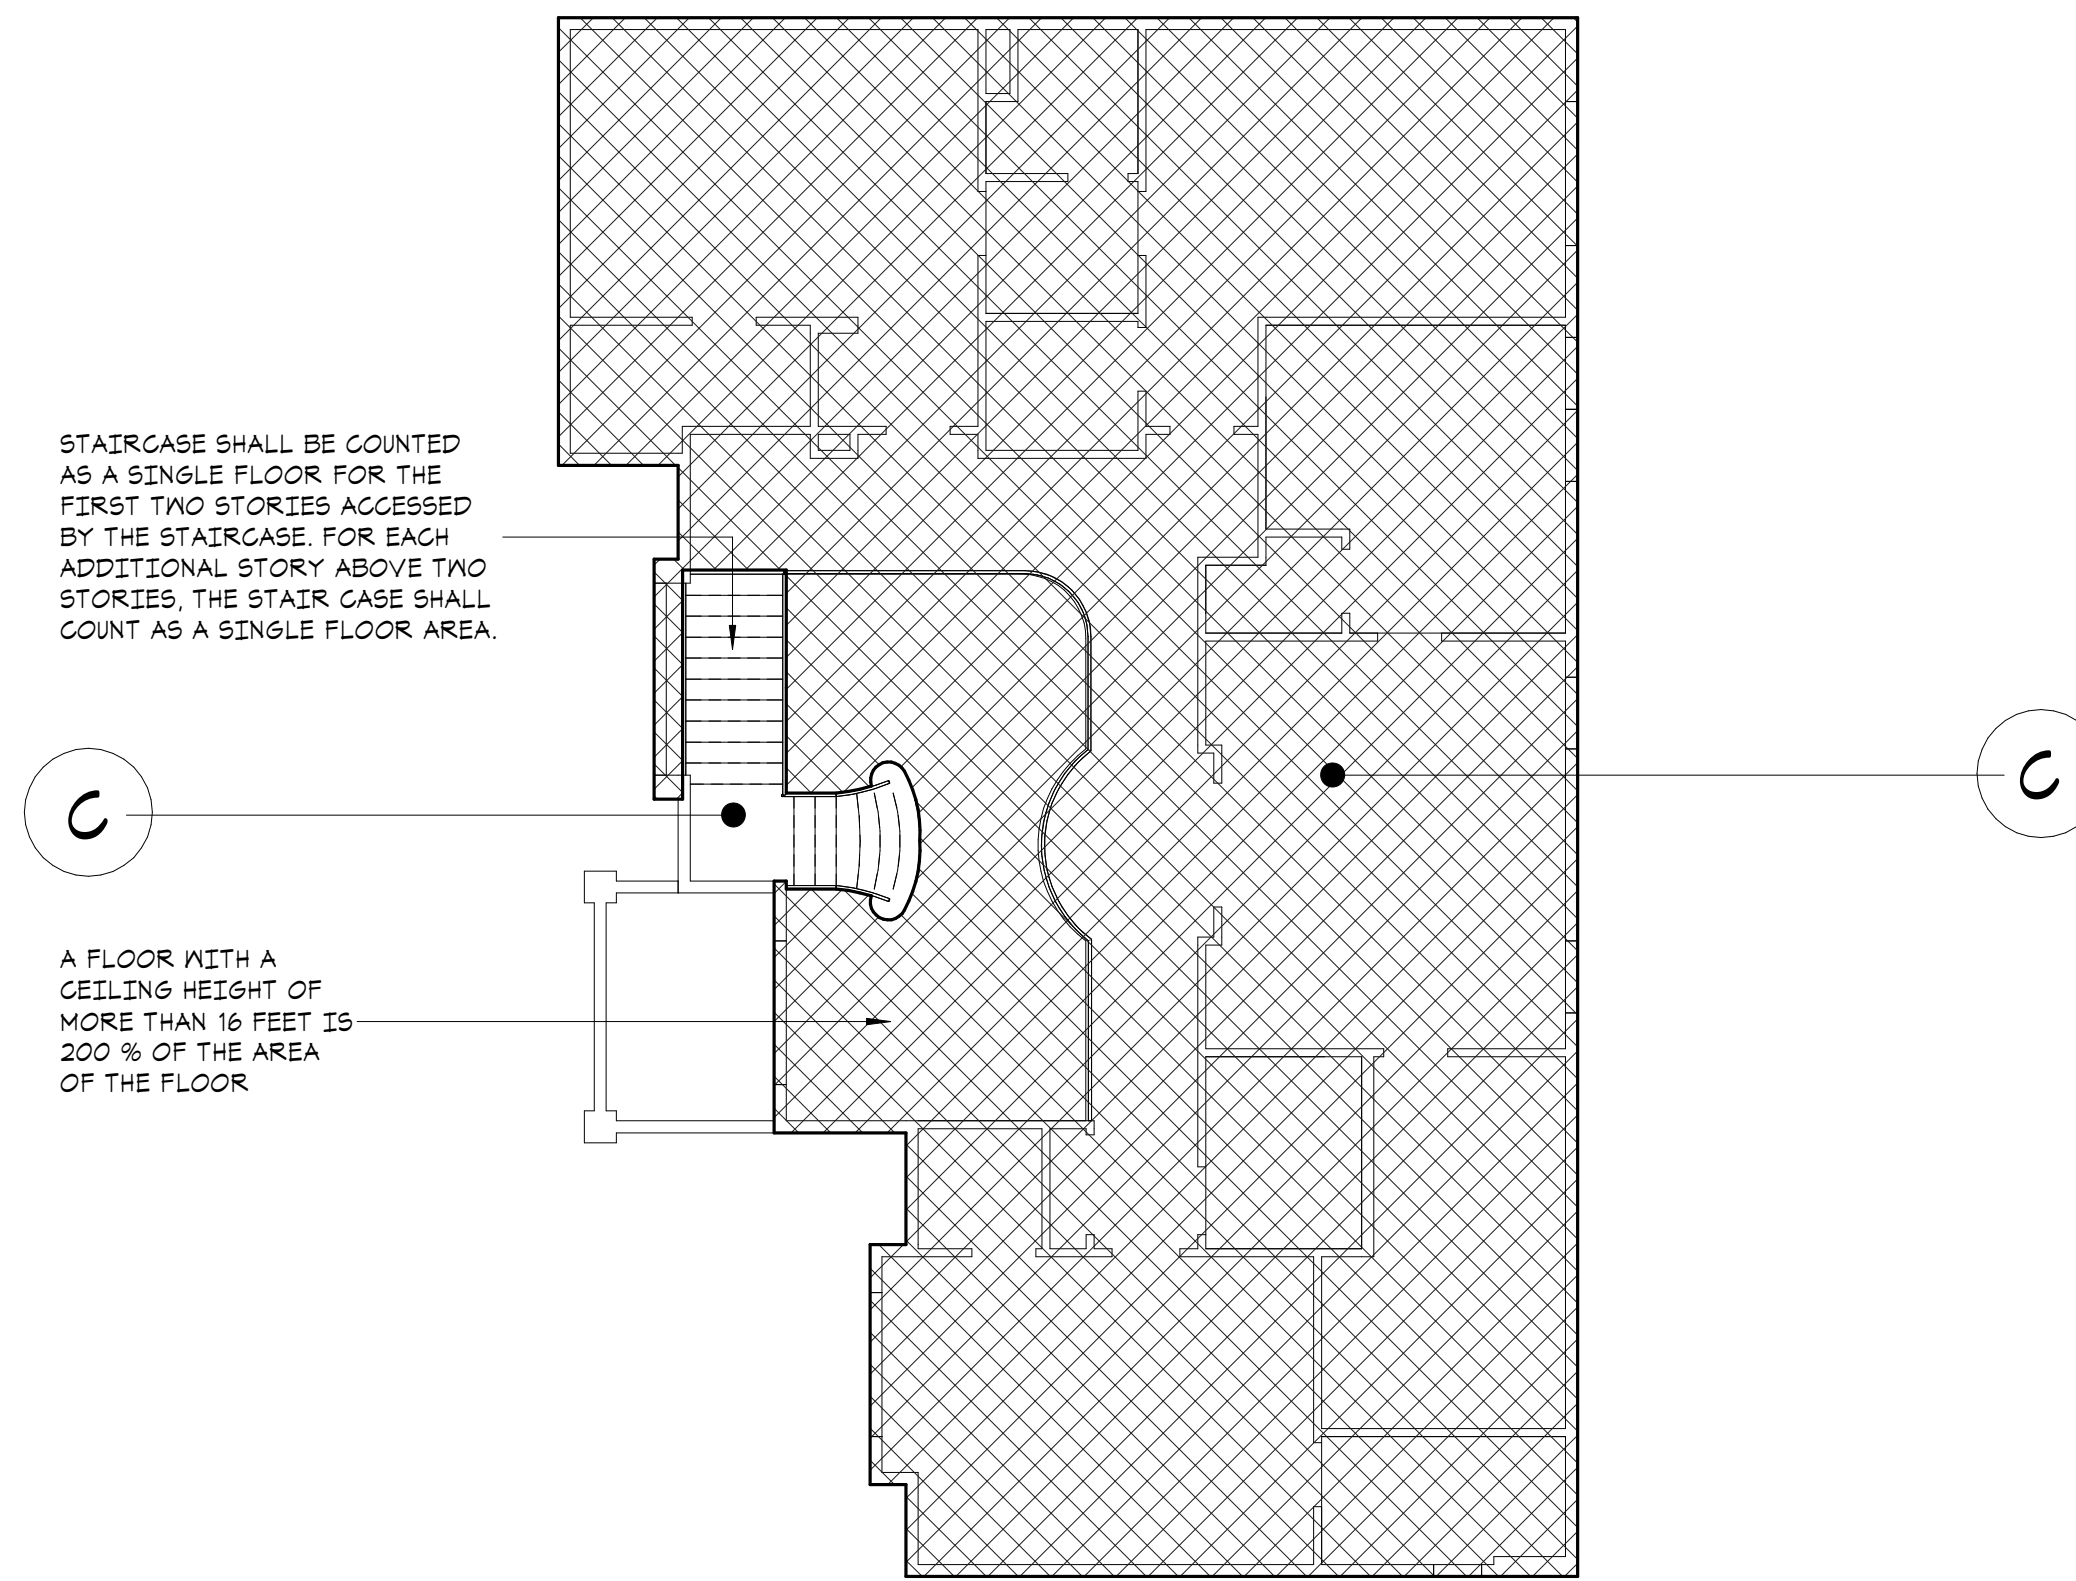 STAIRCASE SHALL BE COUNTED
AS A SINGLE FLOOR FOR THE
FIRST TWO STORIES ACCESSED
BY THE STAIRCASE. FOR EACH
ADDITIONAL STORY ABOVE TWO
STORIES, THE STAIR CASE SHALL
COUNT AS A SINGLE FLOOR AREA.
C
C
A FLOOR WITH A
CEILING HEIGHT OF
MORE THAN 16 FEET IS
200 % OF THE AREA
OF THE FLOOR